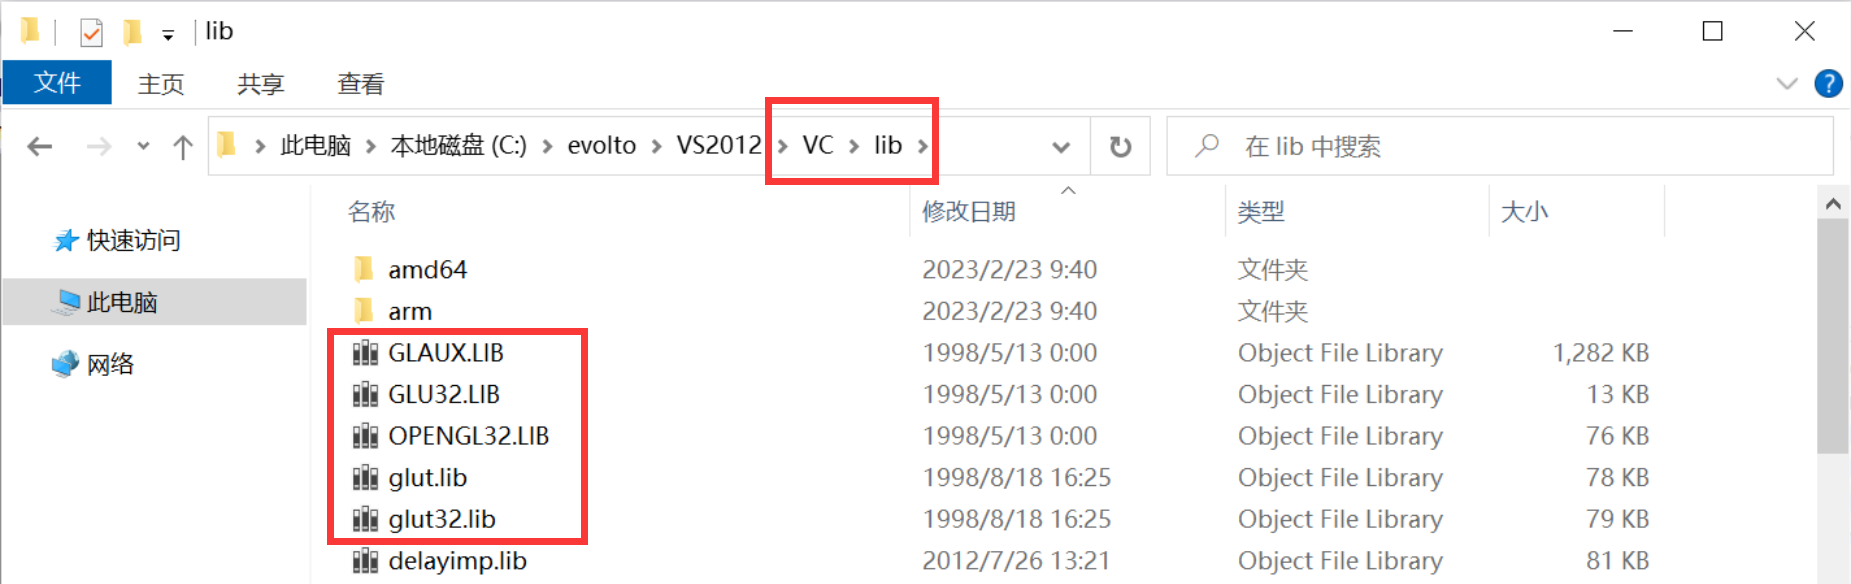 lib
文件 主页 共享 查看
此电脑 本地磁盘 (C:) evolto VS2012 VC lib 在 lib 中搜索
名称 修改日期 类型 大小
快速访问
此电脑
网络
amd64 2023/2/23 9:40 文件夹
arm 2023/2/23 9:40 文件夹
GLAUX.LIB 1998/5/13 0:00 Object File Library 1,282 KB
GLU32.LIB 1998/5/13 0:00 Object File Library 13 KB
OPENGL32.LIB 1998/5/13 0:00 Object File Library 76 KB
glut.lib 1998/8/18 16:25 Object File Library 78 KB
glut32.lib 1998/8/18 16:25 Object File Library 79 KB
delayimp.lib 2012/7/26 13:21 Object File Library 81 KB